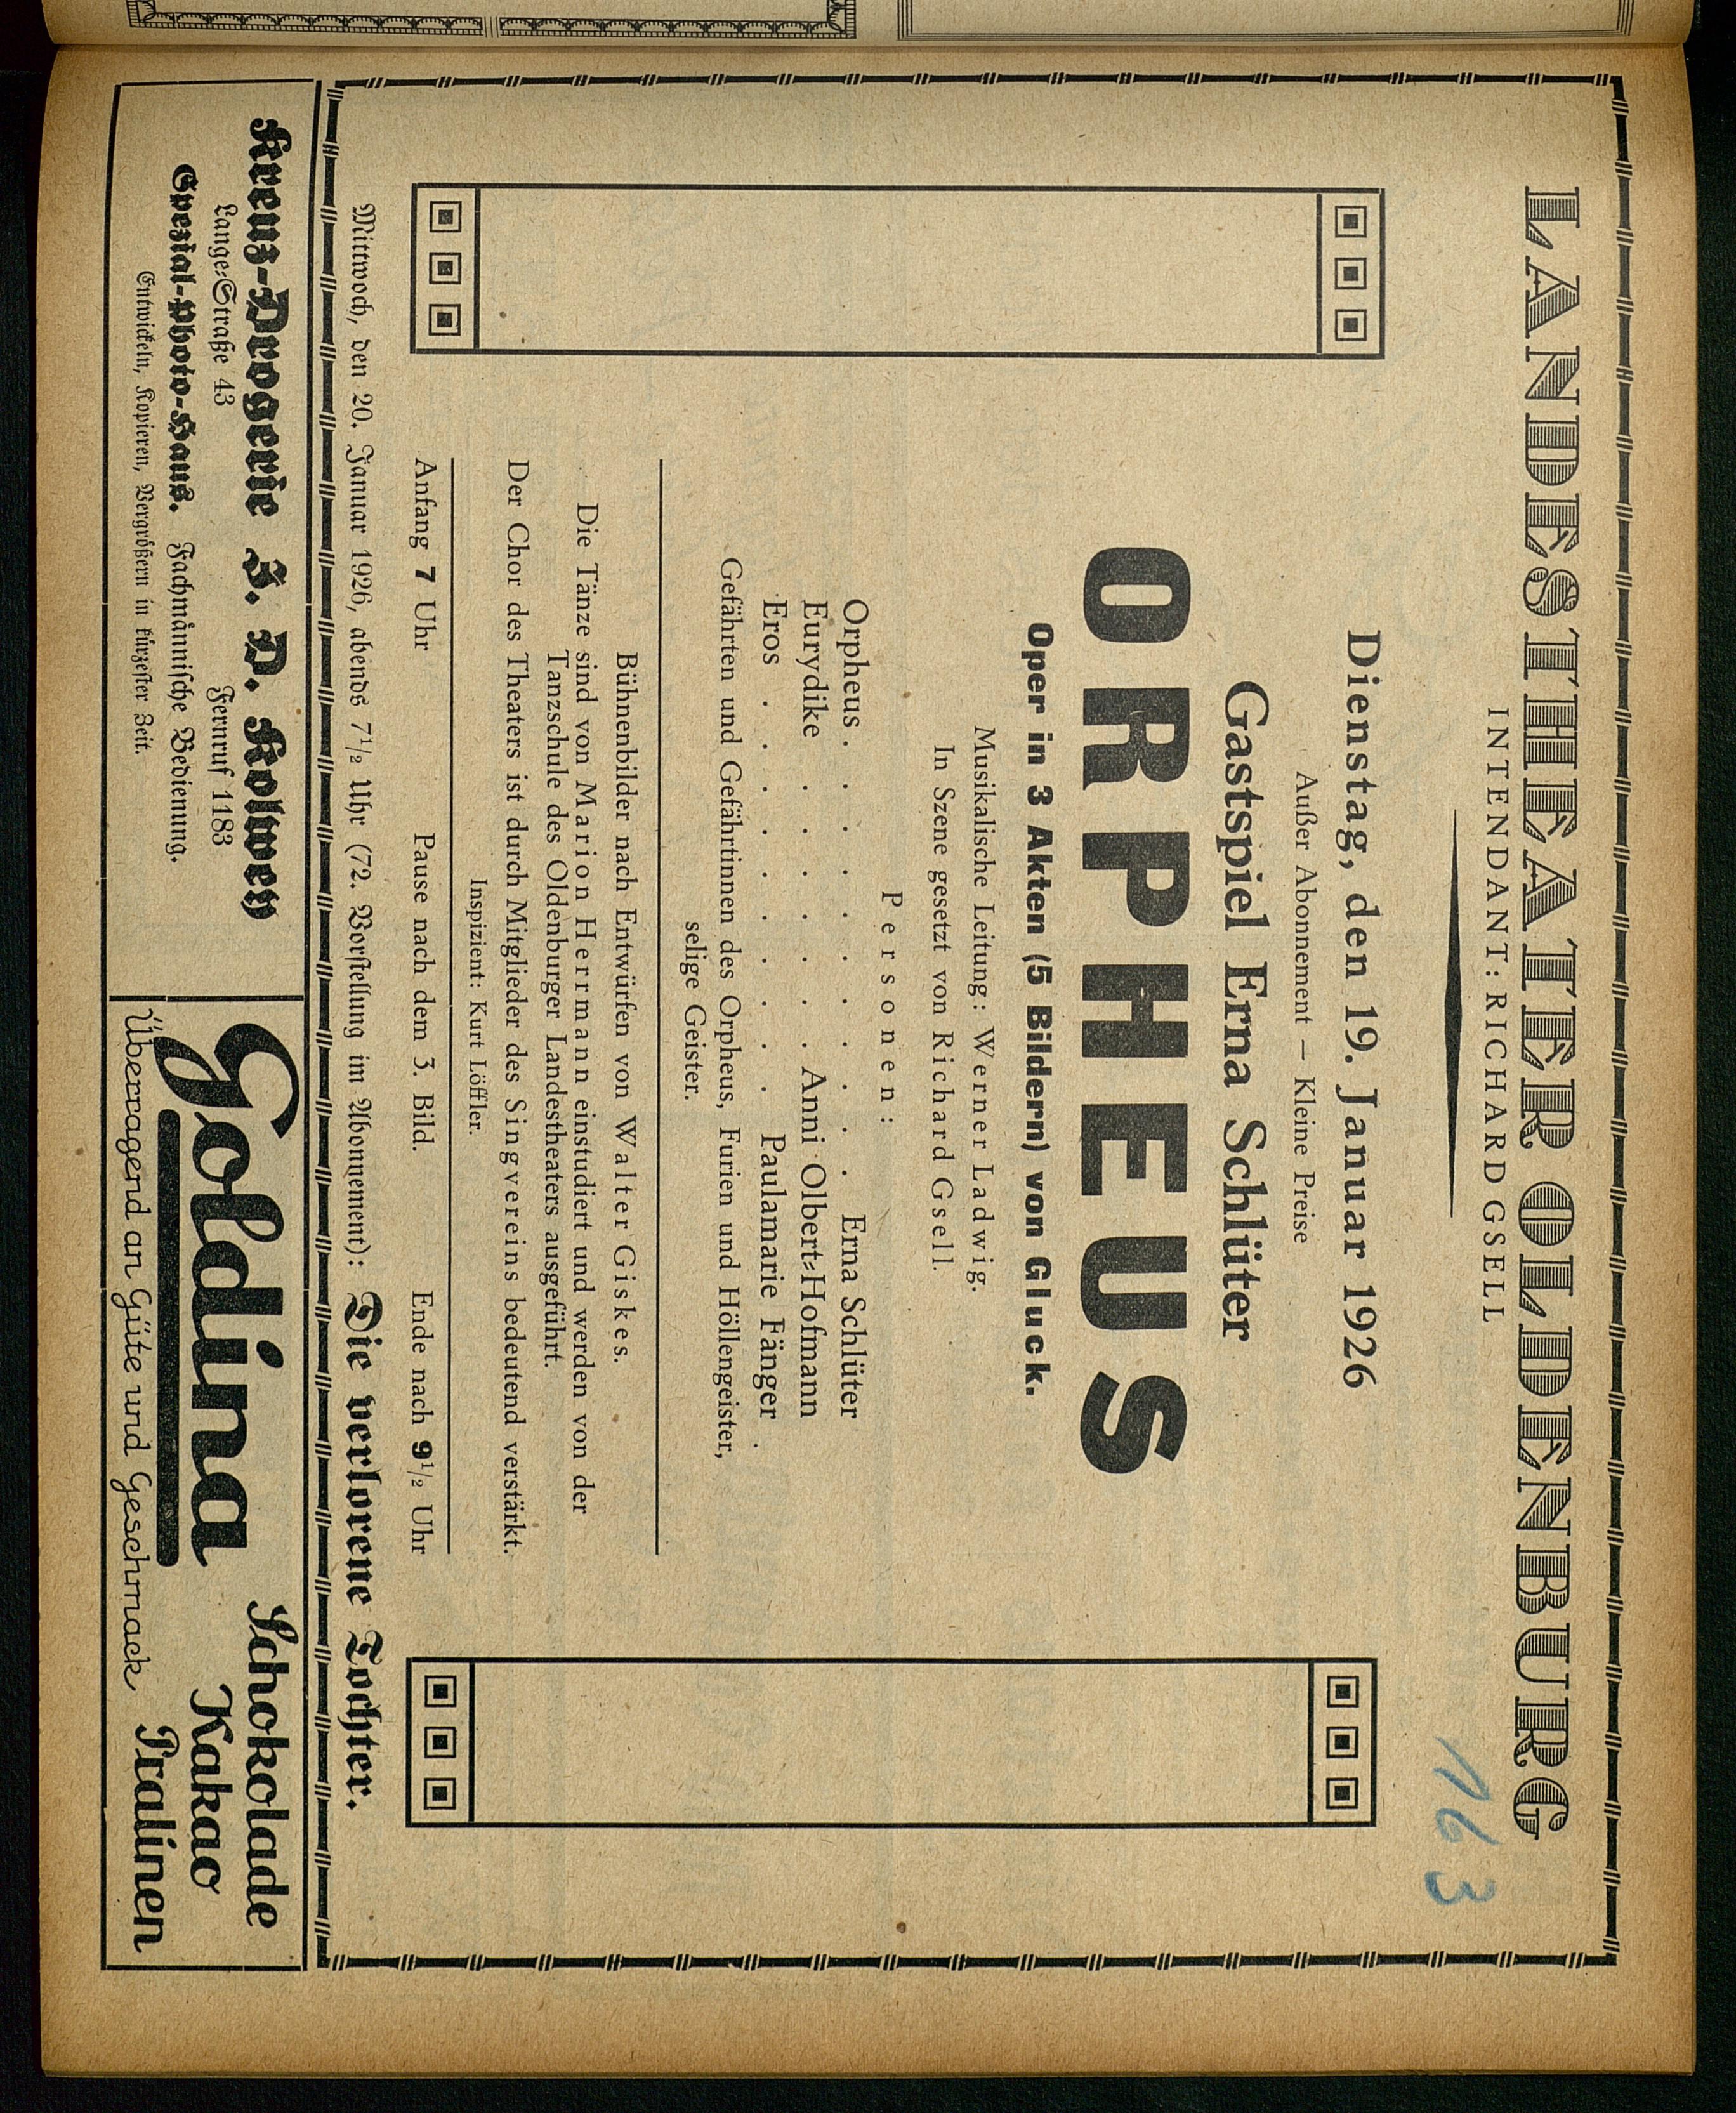 LANDESTHEATER OLDENBURG
INTENDANT: RICHARD GSELL
163
Dienstag, den 19. Januar 1926
Außer Abonnement — Kleine Preise
Gastspiel Erna Schlüter
ORPHEUS
Oper in 3 Akten (5 Bildern) von Gluck.
Musikalische Leitung: Werner Ladwig.
In Szene gesetzt von Richard Gsell.
Personen:
Orpheus . . . . . . . . . . . Erna Schlüter
Eurydike . . . . . . . Anni Olbert-Hofmann
Eros . . . . . . . . . . Paulamarie Fänger
Gefährten und Gefährtinnen des Orpheus, Furien und Höllengeister,
selige Geister.
Bühnenbilder nach Entwürfen von Walter Giskes.
Die Tänze sind von Marion Herrmann einstudiert und werden von der
Tanzschule des Oldenburger Landestheaters ausgeführt.
Der Chor des Theaters ist durch Mitglieder des Singvereins bedeutend verstärkt.
Inspizient: Kurt Löffler.
Anfang 7 Uhr Pause nach dem 3. Bild. Ende nach 9½ Uhr
Mittwoch, den 20. Januar 1926, abends 7½ Uhr (72. Vorstellung im Abonnement): Die verlorene Tochter.
Kreuz-Drogerie J. D. Kolwey
Lange-Straße 43 Fernruf 1183
Spezial-Photo-Haus. Fachmännische Bedienung.
Entwickeln, Kopieren, Vergrößern in kürzester Zeit.
Goldina
Schokolade
Kakao
Pralinen
Überragend an Güte und Geschmack